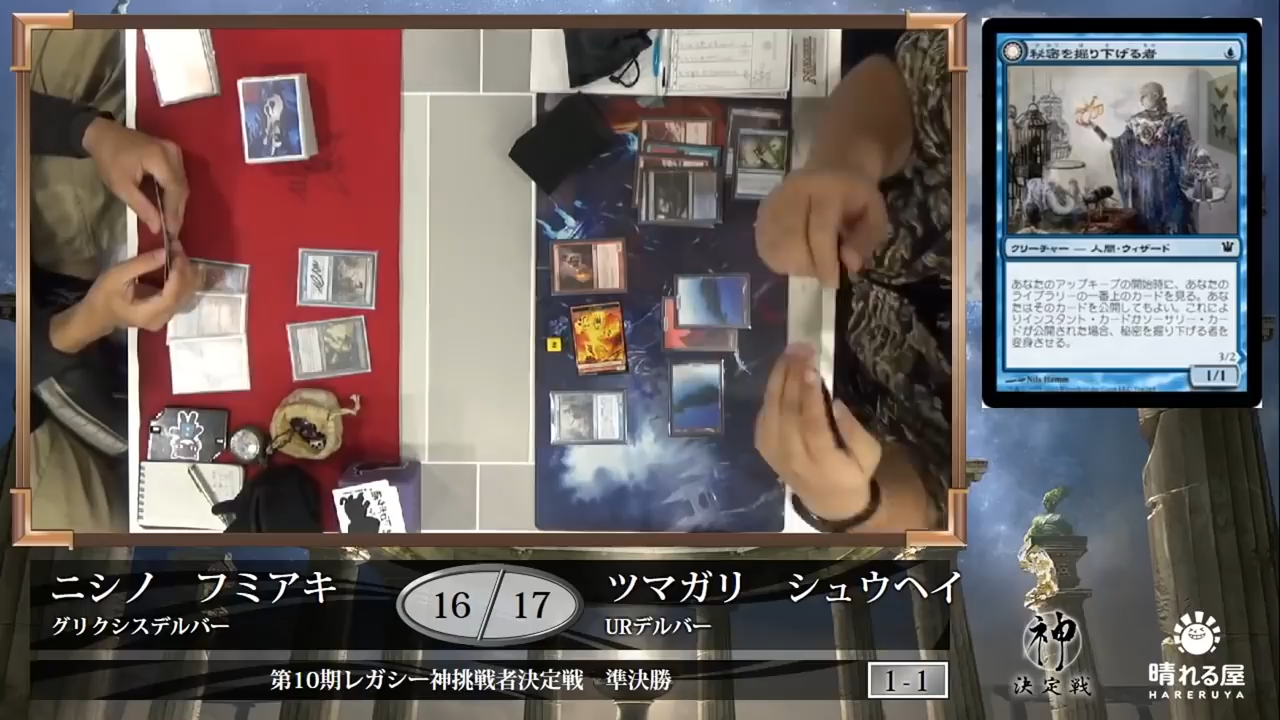 秘密を掘り下げる者
クリーチャー — 人間・ウィザード
あなたのアップキープの開始時に、あなたの
ライブラリーの一番上のカードを見る。あな
たはそのカードを公開してもよい。これによ
りインスタント・カードかソーサリー・カー
ドが公開された場合、秘密を掘り下げる者を
変身させる。
3/2
Nils Hamm
1/1
ニシノ フミアキ
グリクシスデルバー
16 / 17
ツマガリ シュウヘイ
URデルバー
第10期レガシー神挑戦者決定戦 準決勝
1-1
神
決定戦
晴れる屋
HARERUYA